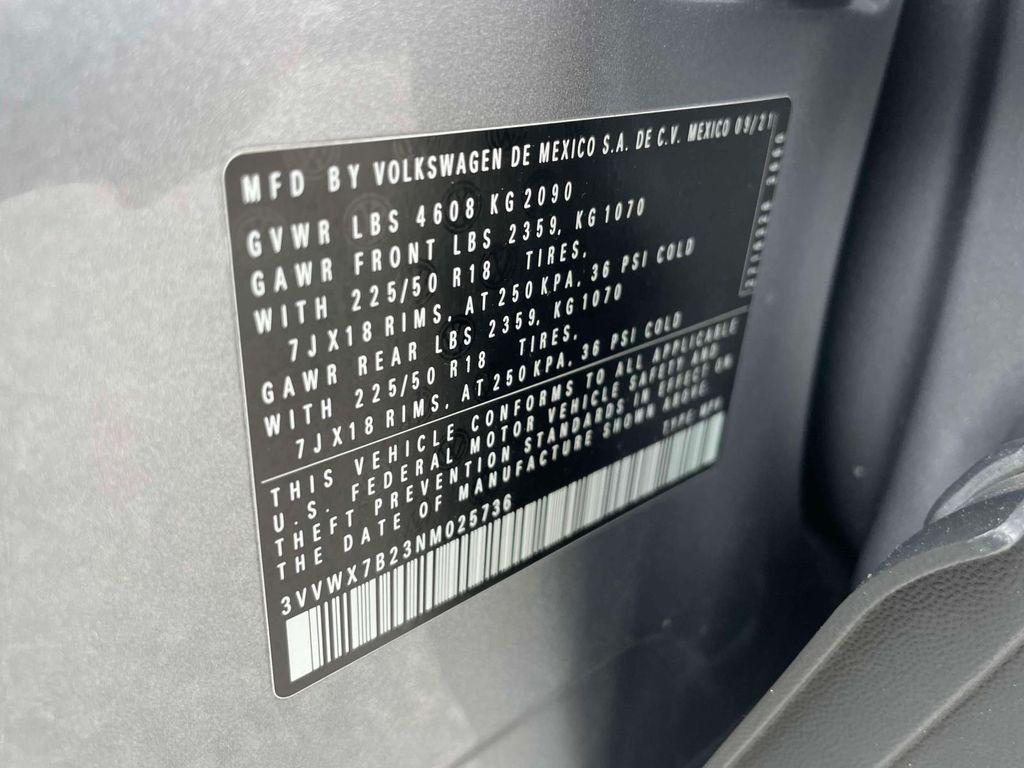 MFD BY VOLKSWAGEN DE MEXICO S.A. DE C.V. MEXICO 09/21
GVWR LBS 4608 KG 2090
GAWR FRONT LBS 2359, KG 1070
WITH 225/50 R18 TIRES,
7JX18 RIMS, AT 250 KPA, 36 PSI COLD
GAWR REAR LBS 2359, KG 1070
WITH 225/50 R18 TIRES,
7JX18 RIMS, AT 250 KPA, 36 PSI COLD
THIS VEHICLE CONFORMS TO ALL APPLICABLE
U.S. FEDERAL MOTOR VEHICLE SAFETY AND
THEFT PREVENTION STANDARDS IN EFFECT ON
THE DATE OF MANUFACTURE SHOWN ABOVE.
3VVWX7B23NM025736 TYPE: MPV